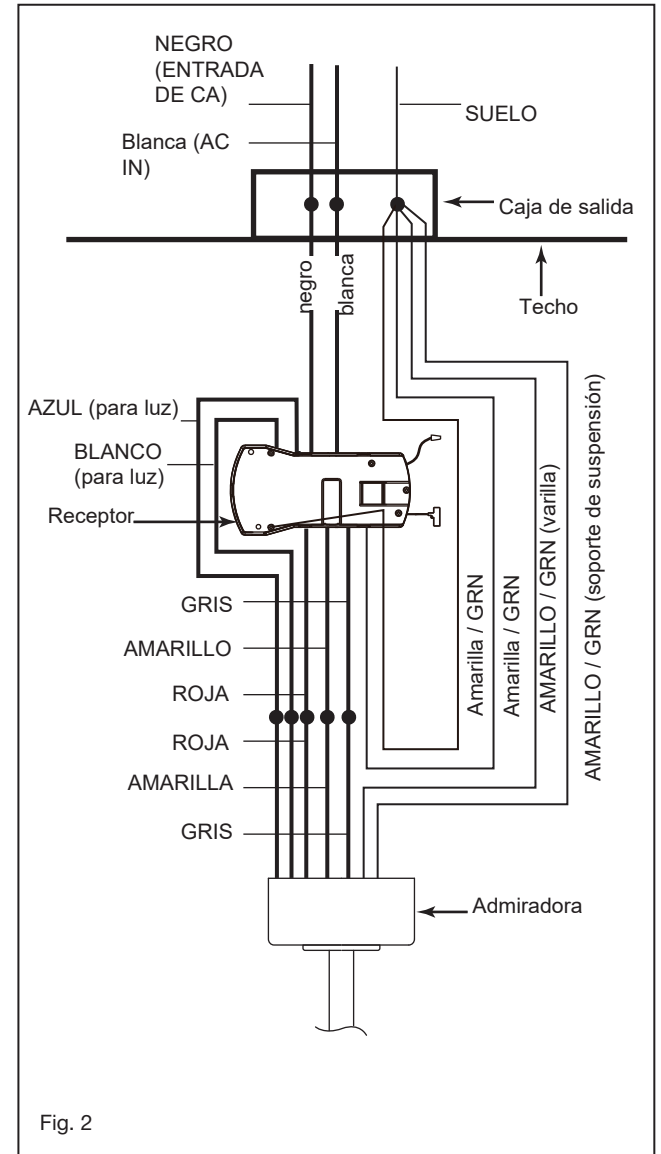 NEGRO
(ENTRADA
DE CA)
SUELO
Blanca (AC
IN)
Caja de salida
negro
blanca
Techo
AZUL (para luz)
BLANCO
(para luz)
Receptor
GRIS
AMARILLO
ROJA
ROJA
AMARILLA
GRIS
Amarilla / GRN
Amarilla / GRN
AMARILLO / GRN (varilla)
AMARILLO / GRN (soporte de suspensión)
Admiradora
Fig. 2